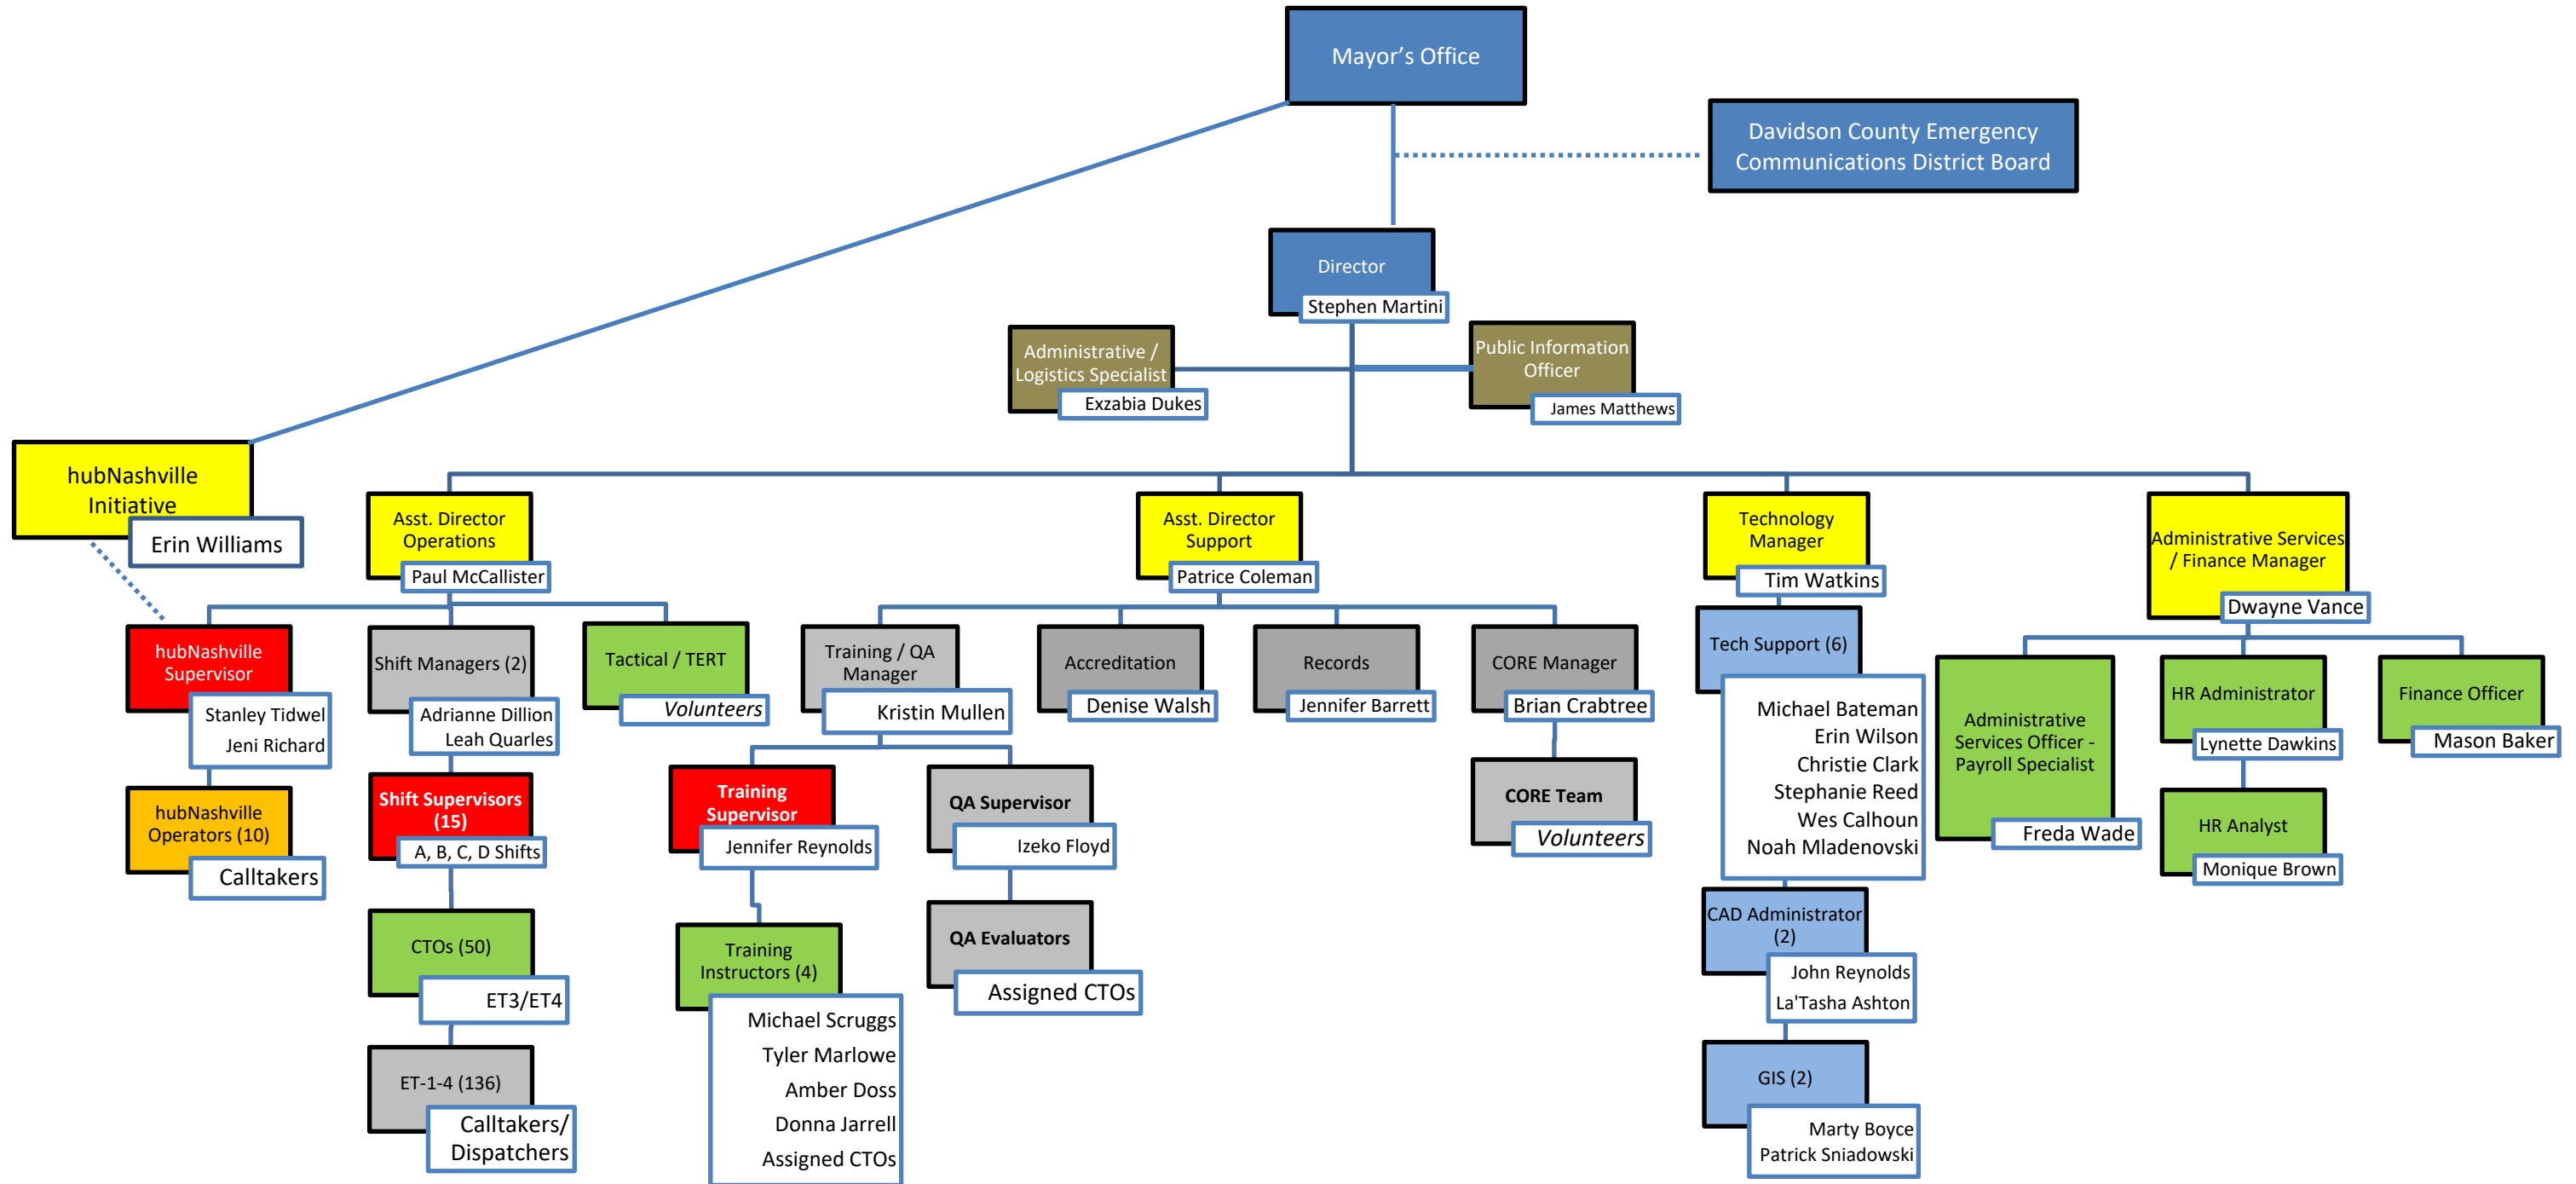 Mayor's Office
Davidson County Emergency
Communications District Board
Director
Stephen Martini
Administrative /
Logistics Specialist
Exzabia Dukes
Public Information
Officer
James Matthews
hubNashville
Initiative
Erin Williams
Asst. Director
Operations
Paul McCallister
Asst. Director
Support
Patrice Coleman
Technology
Manager
Tim Watkins
Administrative Services
/ Finance Manager
Dwayne Vance
hubNashville
Supervisor
Stanley Tidwel
Jeni Richard
Shift Managers (2)
Adrianne Dillion
Leah Quarles
Tactical / TERT
Volunteers
Training / QA
Manager
Kristin Mullen
Accreditation
Denise Walsh
Records
Jennifer Barrett
CORE Manager
Brian Crabtree
Tech Support (6)
Michael Bateman
Erin Wilson
Christie Clark
Stephanie Reed
Wes Calhoun
Noah Mladenovski
Administrative
Services Officer -
Payroll Specialist
Freda Wade
HR Administrator
Lynette Dawkins
Finance Officer
Mason Baker
hubNashville
Operators (10)
Calltakers
Shift Supervisors
(15)
A, B, C, D Shifts
Training
Supervisor
Jennifer Reynolds
QA Supervisor
Izeko Floyd
CORE Team
Volunteers
HR Analyst
Monique Brown
CTOs (50)
ET3/ET4
Training
Instructors (4)
Michael Scruggs
Tyler Marlowe
Amber Doss
Donna Jarrell
Assigned CTOs
QA Evaluators
Assigned CTOs
CAD Administrator
(2)
John Reynolds
La'Tasha Ashton
ET-1-4 (136)
Calltakers/
Dispatchers
GIS (2)
Marty Boyce
Patrick Sniadowski